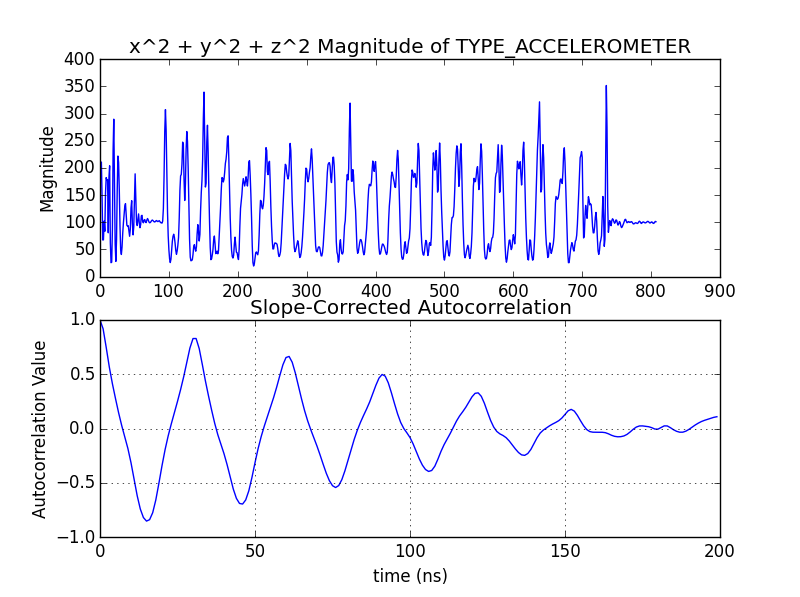 x^2 + y^2 + z^2 Magnitude of TYPE_ACCELEROMETER
Magnitude
400
350
300
250
200
150
100
50
0
0 100 200 300 400 500 600 700 800 900
Slope-Corrected Autocorrelation
Autocorrelation Value
1.0
0.5
0.0
−0.5
−1.0
0 50 100 150 200
time (ns)